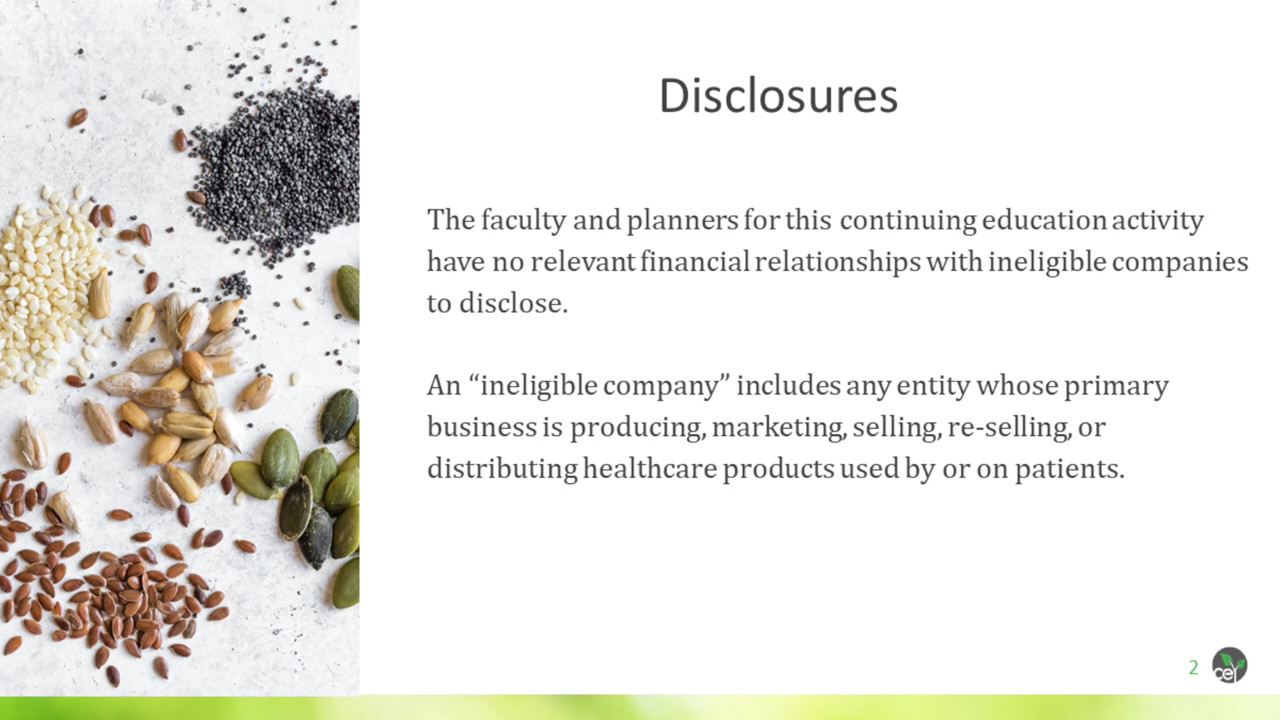 Disclosures
The faculty and planners for this continuing education activity
have no relevant financial relationships with ineligible companies
to disclose.
An “ineligible company” includes any entity whose primary
business is producing, marketing, selling, re-selling, or
distributing healthcare products used by or on patients.
2
cei